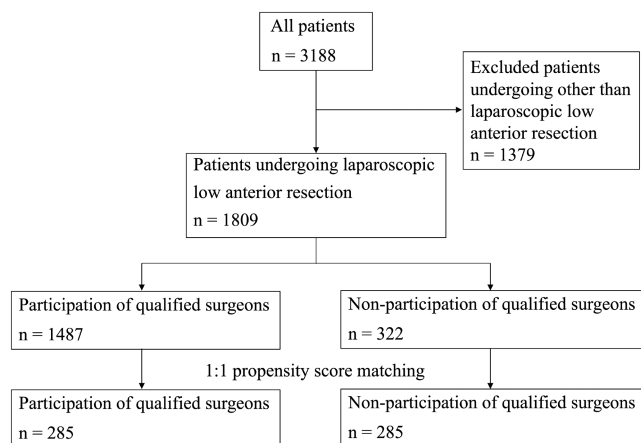 All patients
n = 3188
Excluded patients
undergoing other than
laparoscopic low
anterior resection
n = 1379
Patients undergoing laparoscopic
low anterior resection
n = 1809
Participation of qualified surgeons
n = 1487
Non-participation of qualified surgeons
n = 322
1:1 propensity score matching
Participation of qualified surgeons
n = 285
Non-participation of qualified surgeons
n = 285